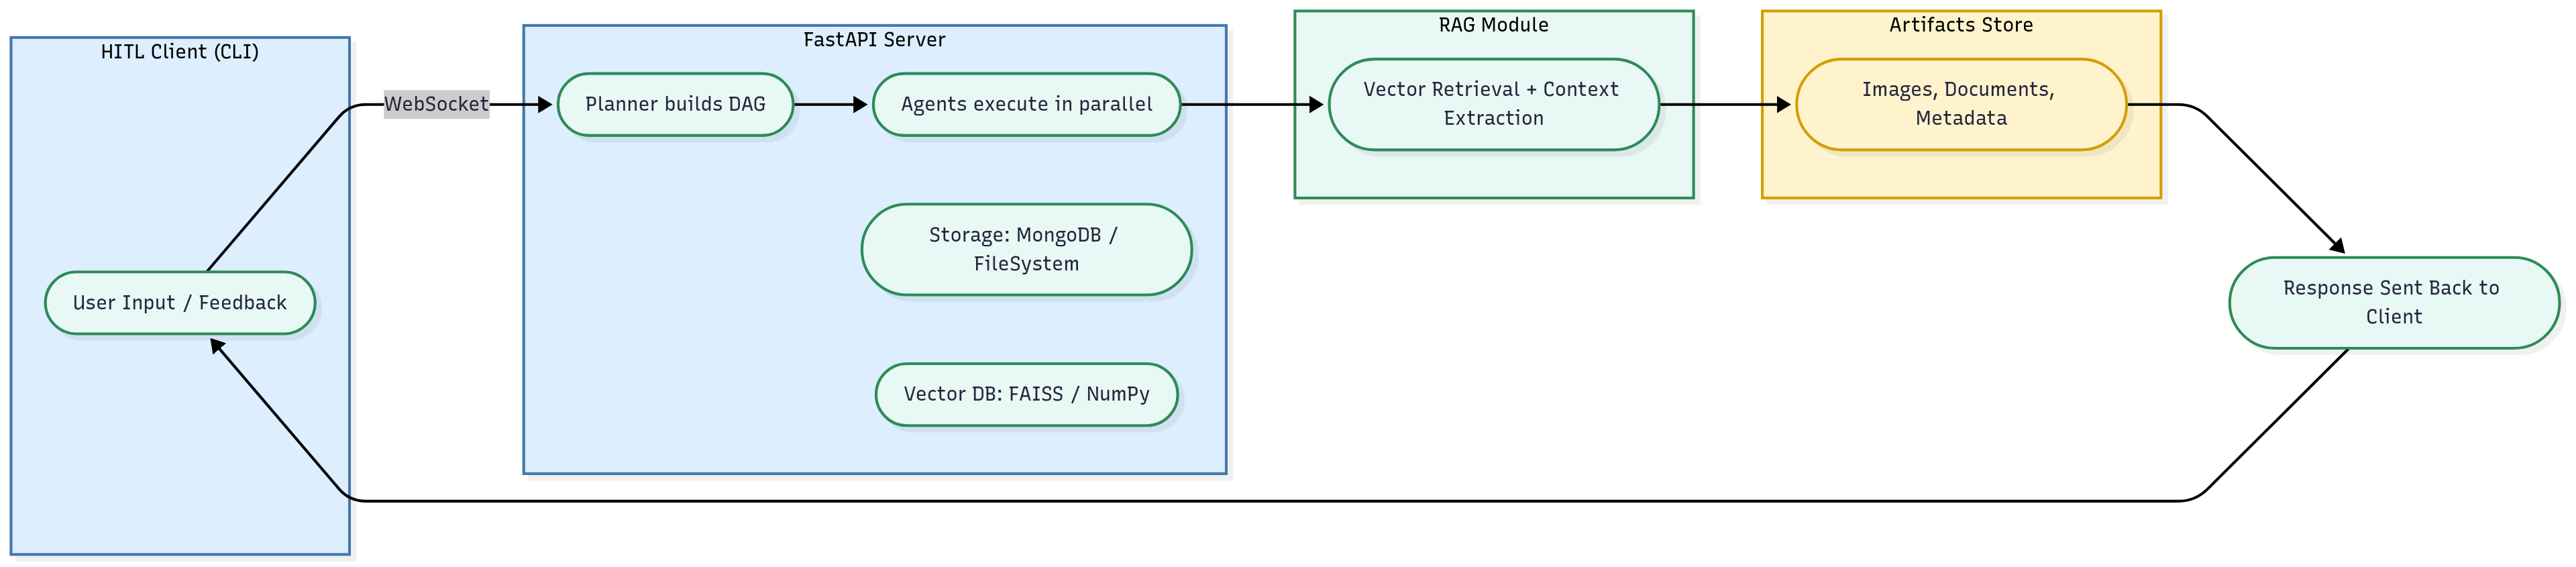 HITL Client (CLI)
User Input / Feedback
WebSocket
FastAPI Server
Planner builds DAG
Agents execute in parallel
Storage: MongoDB /
FileSystem
Vector DB: FAISS / NumPy
RAG Module
Vector Retrieval + Context
Extraction
Artifacts Store
Images, Documents,
Metadata
Response Sent Back to
Client